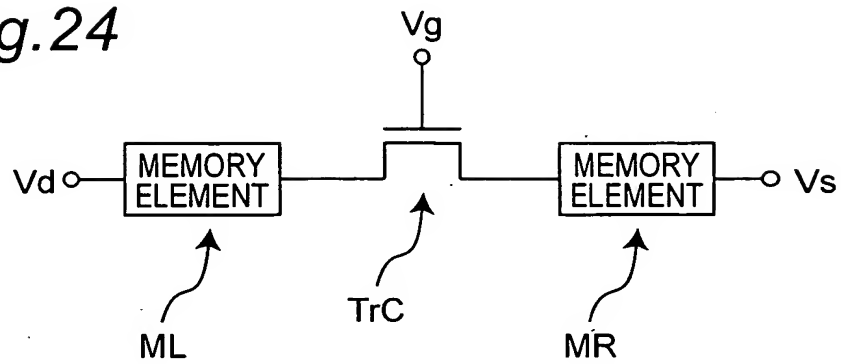 g.24
Vg
Vd
MEMORY
ELEMENT
MEMORY
ELEMENT
Vs
TrC
ML
MR